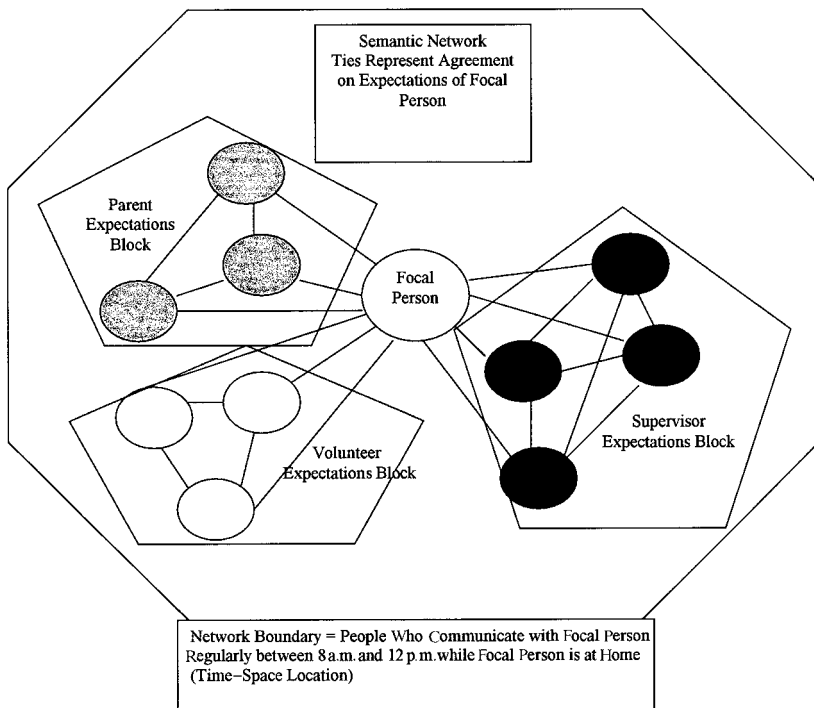 Semantic Network
Ties Represent Agreement
on Expectations of Focal
Person
Parent
Expectations
Block
Focal
Person
Supervisor
Expectations Block
Volunteer
Expectations Block
Network Boundary = People Who Communicate with Focal Person
Regularly between 8 a.m. and 12 p.m. while Focal Person is at Home
(Time–Space Location)